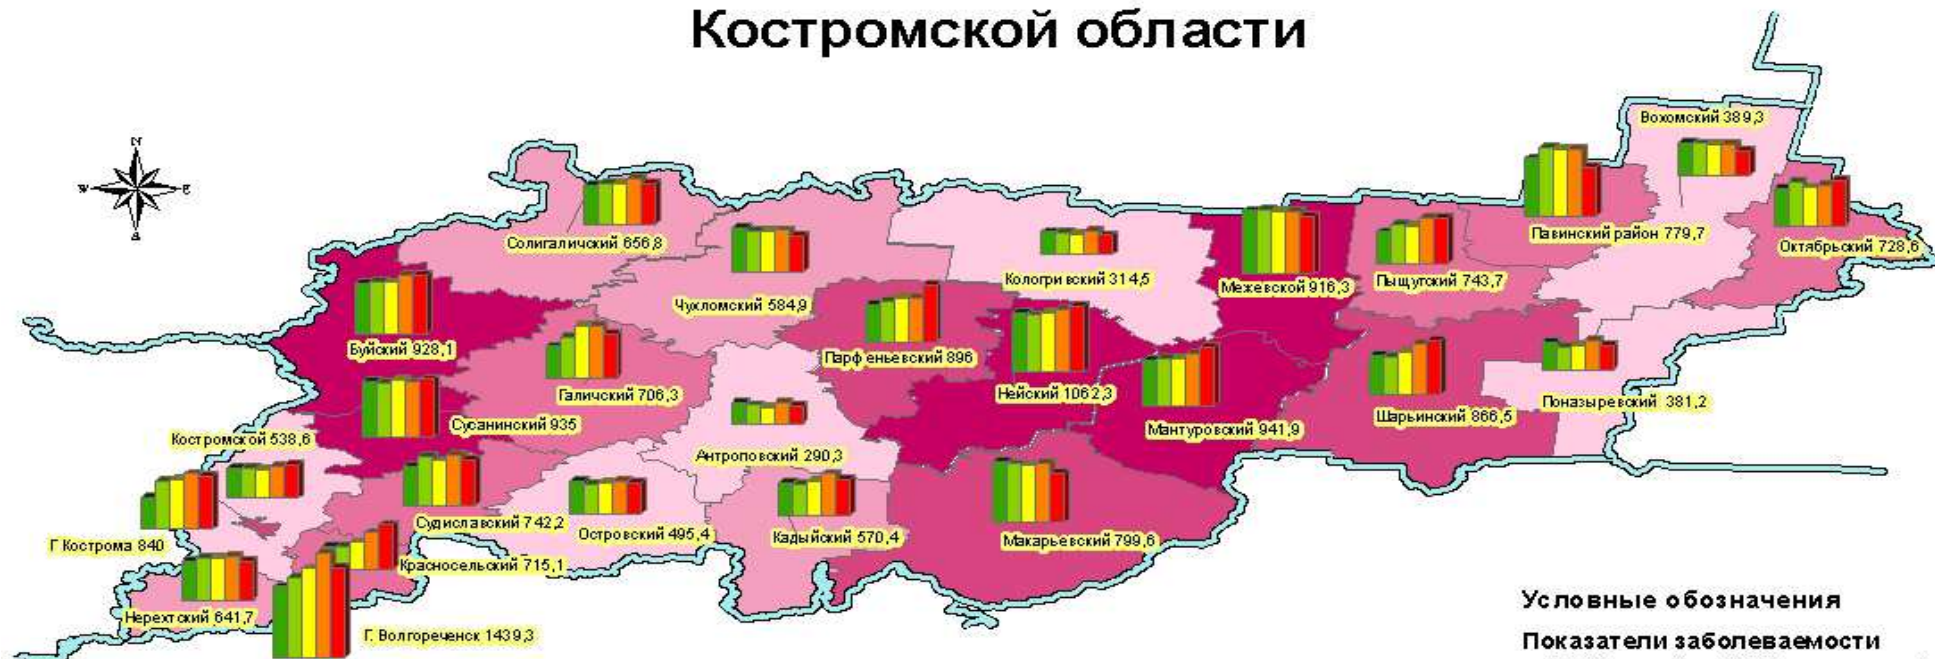 Костромской области
N
W
E
Вохомский 389,3
Солигаличский 656,8
Павинский район 779,7
Октябрьский 728,6
Кологривский 314,5
Межевской 916,3
Пыщугский 743,7
Чухломский 584,9
Буйский 928,1
Парфеньевский 896
Галичский 706,3
Нейский 1062,3
Поназыревский 381,2
Шарьинский 866,5
Сусанинский 935
Мантуровский 941,9
Костромской 538,6
Антроповский 290,3
Судиславский 742,2
Островский 495,4
Кадыйский 570,4
Макарьевский 799,6
Г Кострома 840
Красносельский 715,1
Нерехтский 641,7
Г. Волгореченск 1439,3
Условные обозначения
Показатели заболеваемости